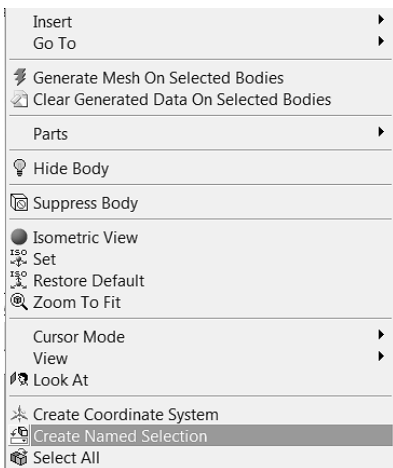 Insert
Go To
Generate Mesh On Selected Bodies
Clear Generated Data On Selected Bodies
Parts
Hide Body
Suppress Body
Isometric View
ISO Set
ISO Restore Default
Zoom To Fit
Cursor Mode
View
Look At
Create Coordinate System
Create Named Selection
Select All